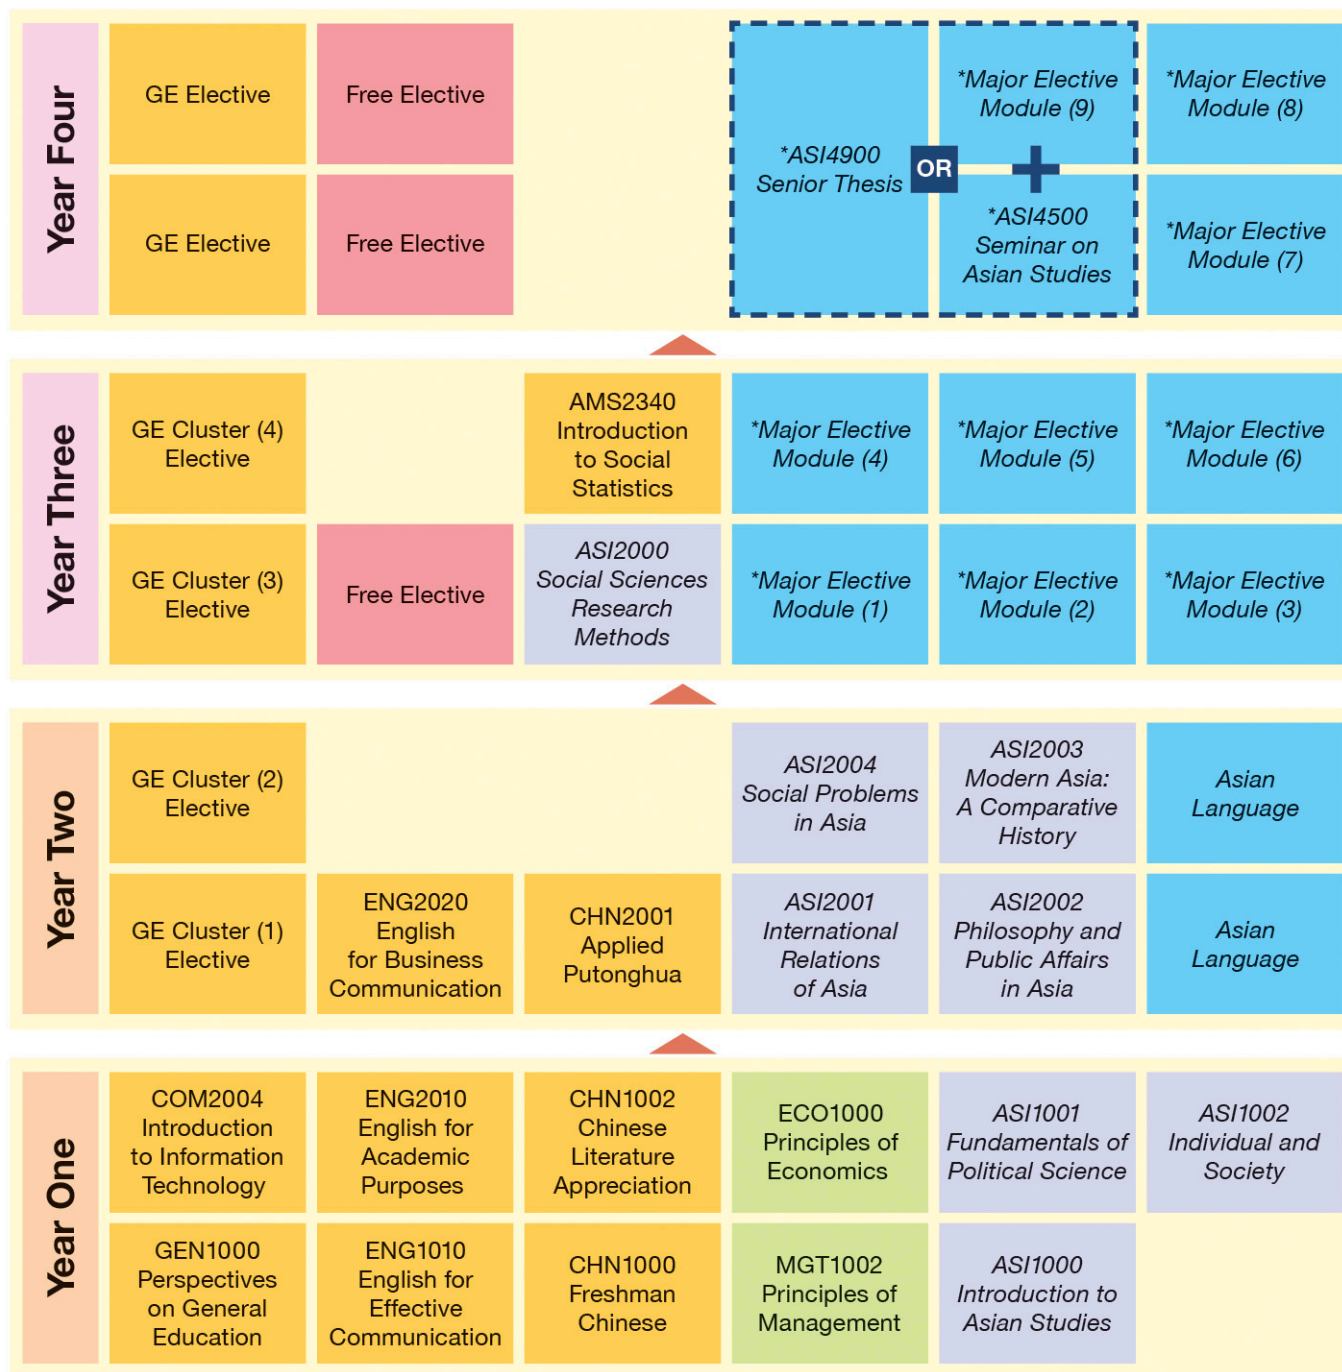 Year Four
GE Elective
Free Elective
*ASI4900
Senior Thesis
OR
*Major Elective
Module (9)
*Major Elective
Module (8)
GE Elective
Free Elective
*ASI4500
Seminar on
Asian Studies
*Major Elective
Module (7)
Year Three
GE Cluster (4)
Elective
AMS2340
Introduction
to Social
Statistics
*Major Elective
Module (4)
*Major Elective
Module (5)
*Major Elective
Module (6)
GE Cluster (3)
Elective
Free Elective
ASI2000
Social Sciences
Research
Methods
*Major Elective
Module (1)
*Major Elective
Module (2)
*Major Elective
Module (3)
Year Two
GE Cluster (2)
Elective
ASI2004
Social Problems
in Asia
ASI2003
Modern Asia:
A Comparative
History
Asian
Language
GE Cluster (1)
Elective
ENG2020
English
for Business
Communication
CHN2001
Applied
Putonghua
ASI2001
International
Relations
of Asia
ASI2002
Philosophy and
Public Affairs
in Asia
Asian
Language
Year One
COM2004
Introduction
to Information
Technology
ENG2010
English for
Academic
Purposes
CHN1002
Chinese
Literature
Appreciation
ECO1000
Principles of
Economics
ASI1001
Fundamentals of
Political Science
ASI1002
Individual and
Society
GEN1000
Perspectives
on General
Education
ENG1010
English for
Effective
Communication
CHN1000
Freshman
Chinese
MGT1002
Principles of
Management
ASI1000
Introduction to
Asian Studies